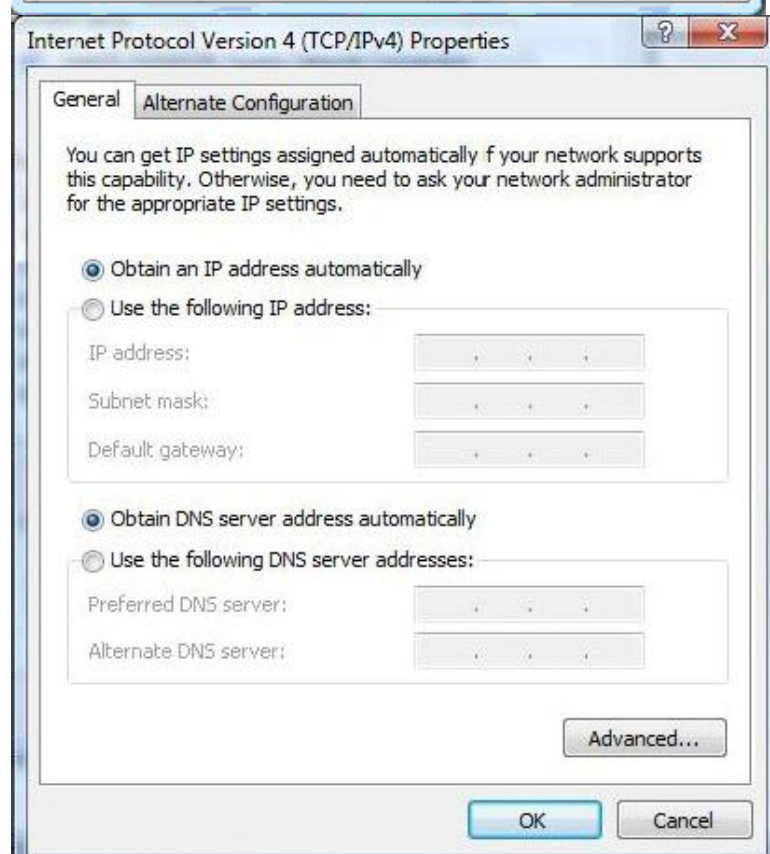 Internet Protocol Version 4 (TCP/IPv4) Properties
General
Alternate Configuration
You can get IP settings assigned automatically f your network supports
this capability. Otherwise, you need to ask your network administrator
for the appropriate IP settings.
Obtain an IP address automatically
Use the following IP address:
IP address:
Subnet mask:
Default gateway:
Obtain DNS server address automatically
Use the following DNS server addresses:
Preferred DNS server:
Alternate DNS server:
Advanced...
OK
Cancel